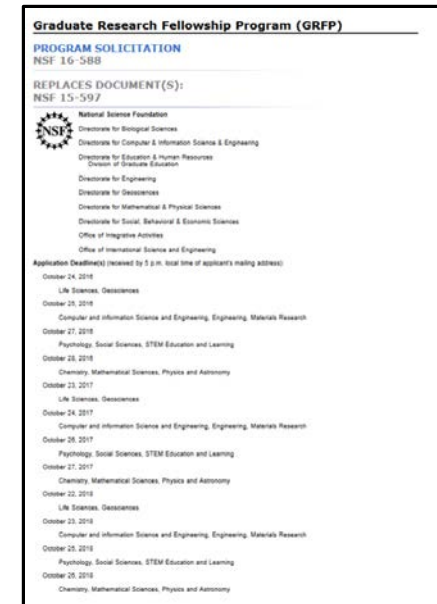 Graduate Research Fellowship Program (GRFP)
PROGRAM SOLICITATION
NSF 16-588
REPLACES DOCUMENT(S):
NSF 15-597
NSF
National Science Foundation
Directorate for Biological Sciences
Directorate for Computer & Information Science & Engineering
Directorate for Education & Human Resources
Division of Graduate Education
Directorate for Engineering
Directorate for Geosciences
Directorate for Mathematical & Physical Sciences
Directorate for Social, Behavioral & Economic Sciences
Office of Integrative Activities
Office of International Science and Engineering
Application Deadline(s) (received by 5 p.m. local time of applicant's mailing address):
October 24, 2016
Life Sciences, Geosciences
October 25, 2016
Computer and Information Science and Engineering, Engineering, Materials Research
October 27, 2016
Psychology, Social Sciences, STEM Education and Learning
October 28, 2016
Chemistry, Mathematical Sciences, Physics and Astronomy
October 23, 2017
Life Sciences, Geosciences
October 24, 2017
Computer and Information Science and Engineering, Engineering, Materials Research
October 26, 2017
Psychology, Social Sciences, STEM Education and Learning
October 27, 2017
Chemistry, Mathematical Sciences, Physics and Astronomy
October 22, 2018
Life Sciences, Geosciences
October 23, 2018
Computer and Information Science and Engineering, Engineering, Materials Research
October 25, 2018
Psychology, Social Sciences, STEM Education and Learning
October 26, 2018
Chemistry, Mathematical Sciences, Physics and Astronomy